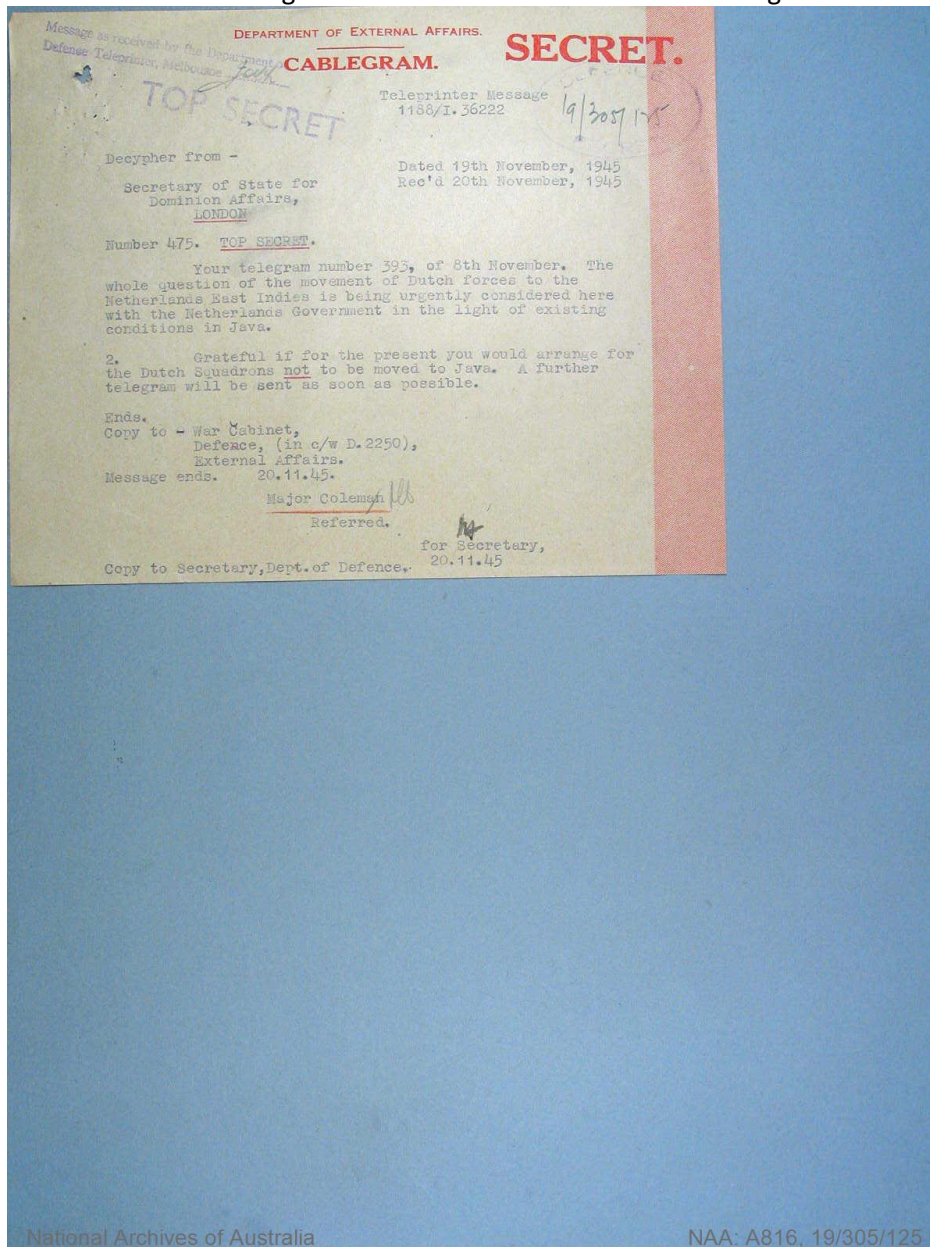 Message as received by the Department
Defense Teleprinter, Melbourne
DEPARTMENT OF EXTERNAL AFFAIRS.
SECRET.
CABLEGRAM.
TOP SECRET
Teleprinter Message
1188/I.36222
19/305/125
Decypher from -
Dated 19th November, 1945
Rec'd 20th November, 1945
Secretary of State for
Dominion Affairs,
LONDON
Number 475. TOP SECRET.
Your telegram number 393, of 8th November. The
whole question of the movement of Dutch forces to the
Netherlands East Indies is being urgently considered here
with the Netherlands Government in the light of existing
conditions in Java.
2. Grateful if for the present you would arrange for
the Dutch Squadrons not to be moved to Java. A further
telegram will be sent as soon as possible.
Ends.
Copy to - War Cabinet,
Defence, (in c/w D.2250),
External Affairs.
Message ends. 20.11.45.
Major Coleman
Referred.
for Secretary,
20.11.45
Copy to Secretary, Dept. of Defence.
National Archives of Australia
NAA: A816, 19/305/125